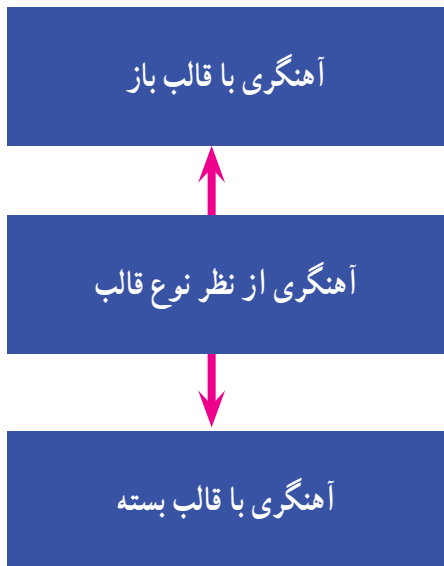 آهنگری با قالب باز
آهنگری از نظر نوع قالب
آهنگری با قالب بسته